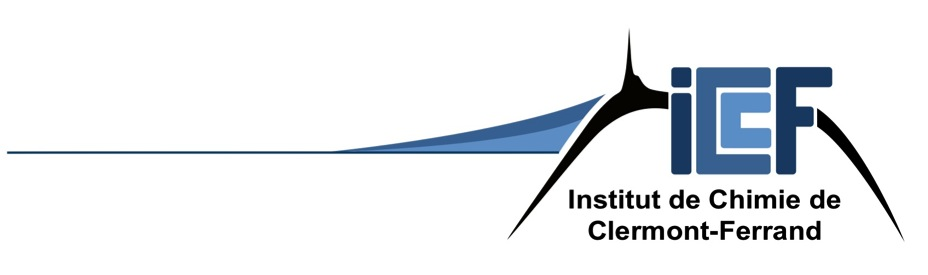 iCCF
Institut de Chimie de
Clermont-Ferrand